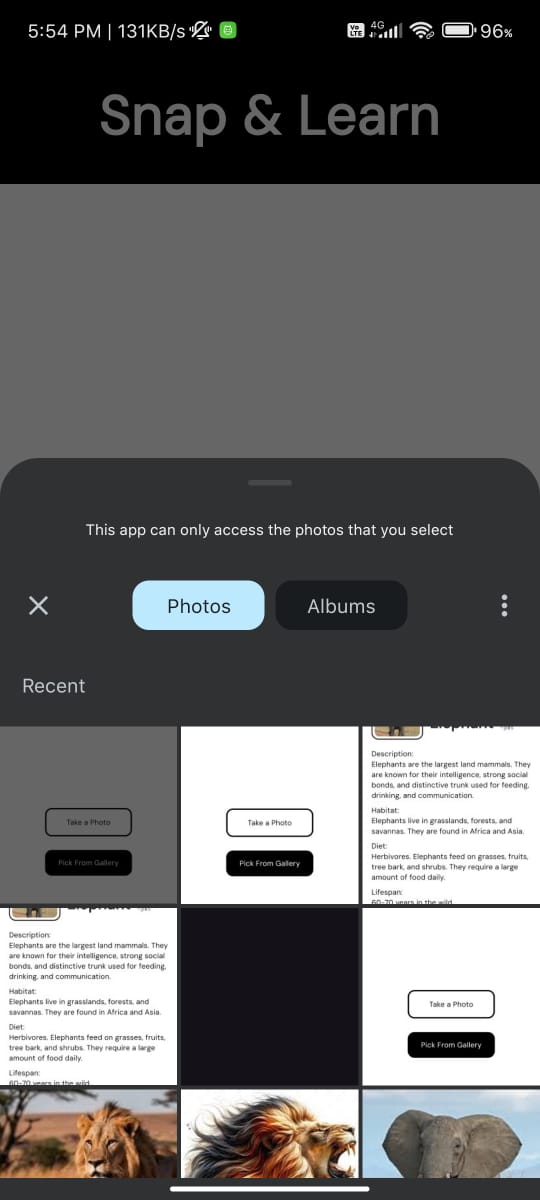 5:54 PM | 131KB/s
Vo LTE 4G 96%
Snap & Learn
This app can only access the photos that you select
Photos
Albums
Recent
Take a Photo
Pick From Gallery
Take a Photo
Pick From Gallery
Description:
Elephants are the largest land mammals. They
are known for their intelligence, strong social
bonds, and distinctive trunk used for feeding,
drinking, and communication.
Habitat:
Elephants live in grasslands, forests, and
savannas. They are found in Africa and Asia.
Diet:
Herbivores. Elephants feed on grasses, fruits,
tree bark, and shrubs. They require a large
amount of food daily.
Lifespan:
60-70 years in the wild
Description:
Elephants are the largest land mammals. They
are known for their intelligence, strong social
bonds, and distinctive trunk used for feeding,
drinking, and communication.
Habitat:
Elephants live in grasslands, forests, and
savannas. They are found in Africa and Asia.
Diet:
Herbivores. Elephants feed on grasses, fruits,
tree bark, and shrubs. They require a large
amount of food daily.
Lifespan:
60-70 years in the wild
Take a Photo
Pick From Gallery